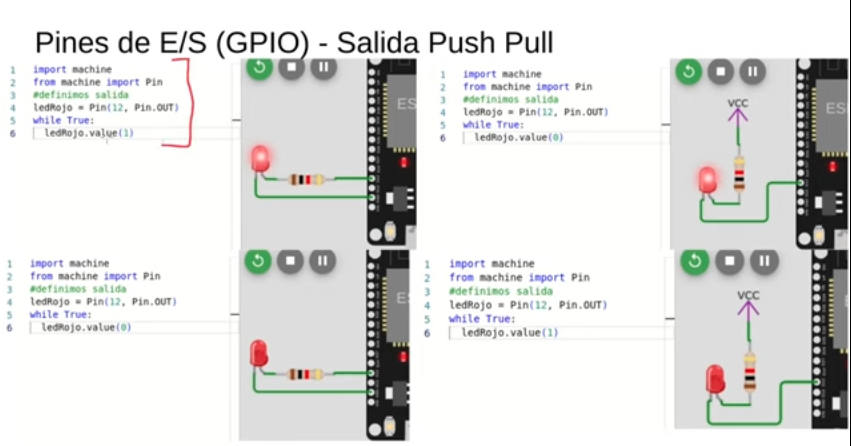 Pines de E/S (GPIO) - Salida Push Pull
1 import machine
2 from machine import Pin
3 #definimos salida
4 ledRojo = Pin(12, Pin.OUT)
5 while True:
6 ledRojo.value(1)
ES
1 import machine
2 from machine import Pin
3 #definimos salida
4 ledRojo = Pin(12, Pin.OUT)
5 while True:
6 ledRojo.value(0)
VCC
ES
1 import machine
2 from machine import Pin
3 #definimos salida
4 ledRojo = Pin(12, Pin.OUT)
5 while True:
6 ledRojo.value(0)
1 import machine
2 from machine import Pin
3 #definimos salida
4 ledRojo = Pin(12, Pin.OUT)
5 while True:
6 ledRojo.value(1)
VCC